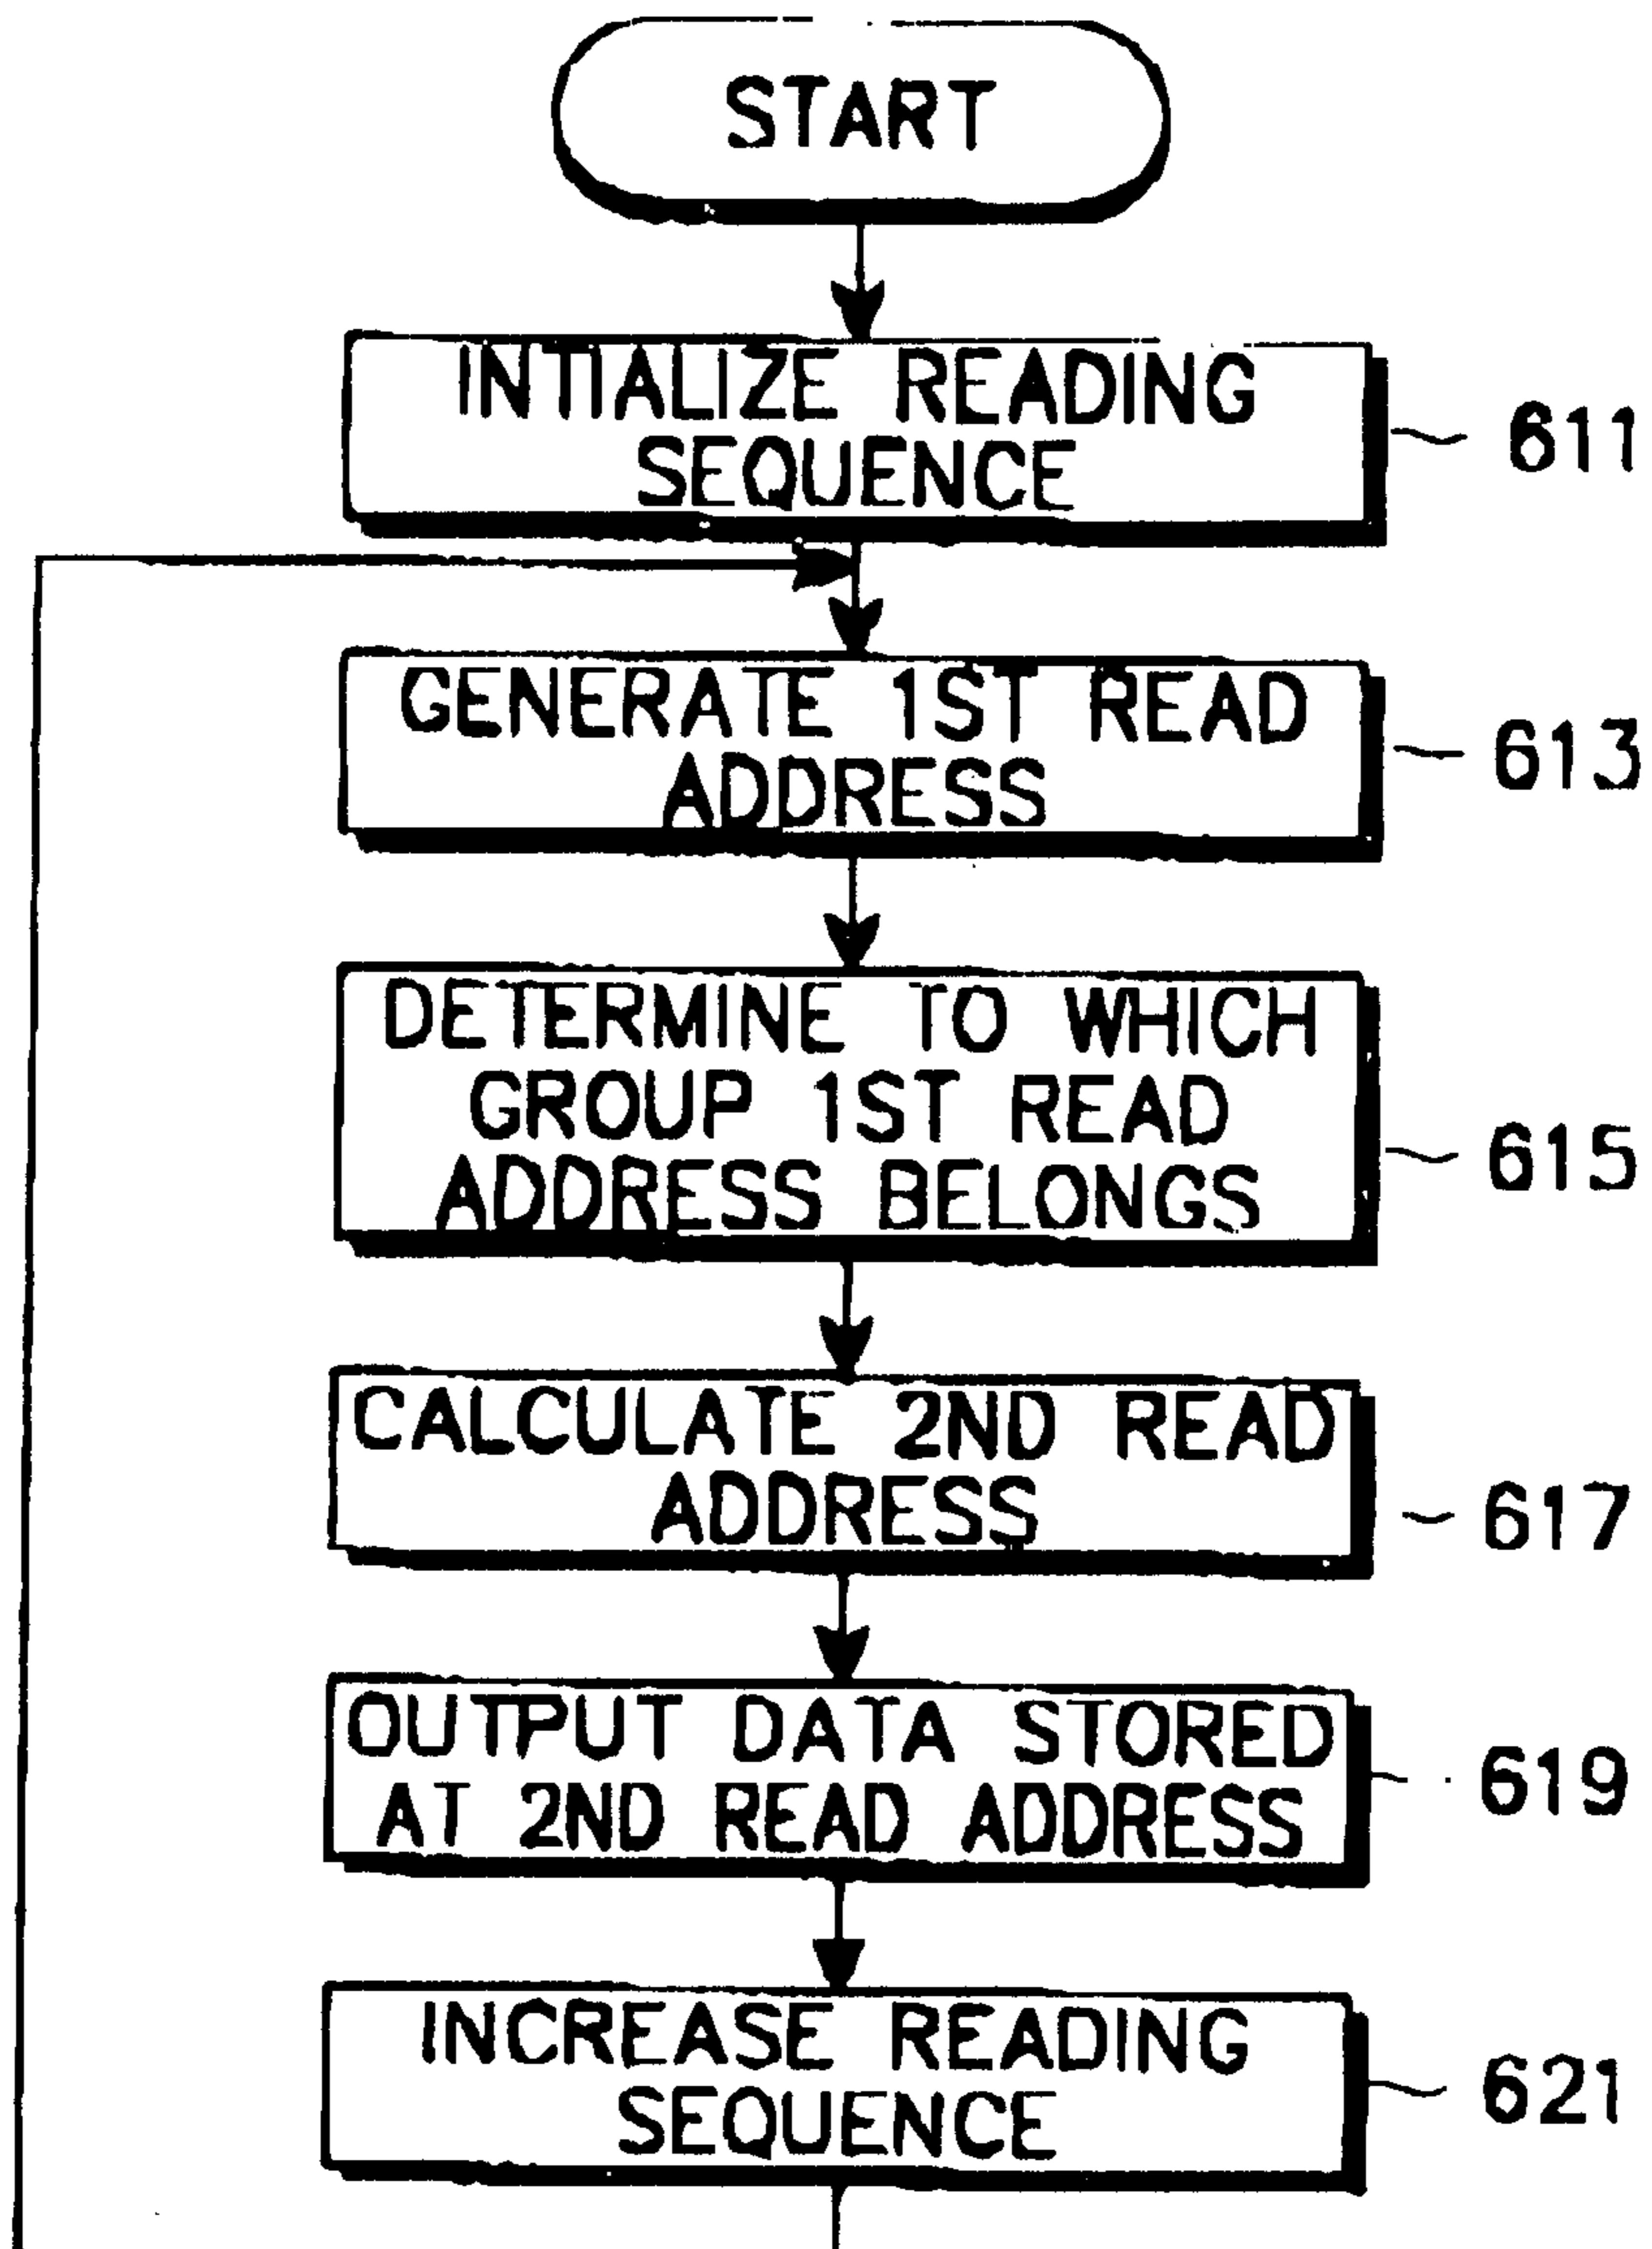 START
INTIALIZE READING
SEQUENCE
611
GENERATE 1ST READ
ADDRESS
613
DETERMINE TO WHICH
GROUP 1ST READ
ADDRESS BELONGS
615
CALCULATE 2ND READ
ADDRESS
617
OUTPUT DATA STORED
AT 2ND READ ADDRESS
619
INCREASE READING
SEQUENCE
621